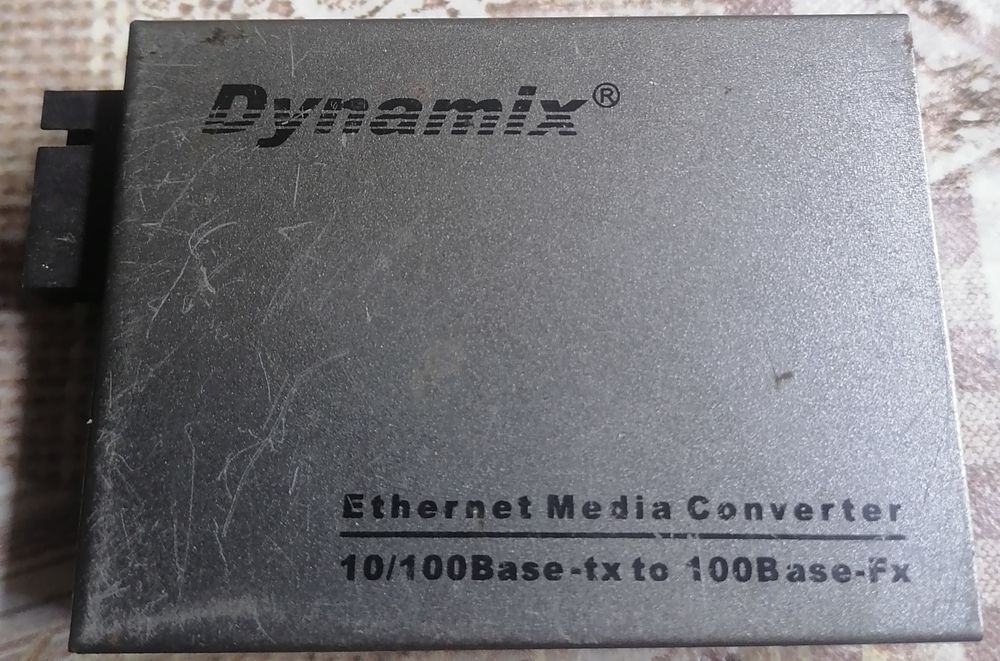 Dynamix®
Ethernet Media Converter
10/100Base-tx to 100Base-Fx